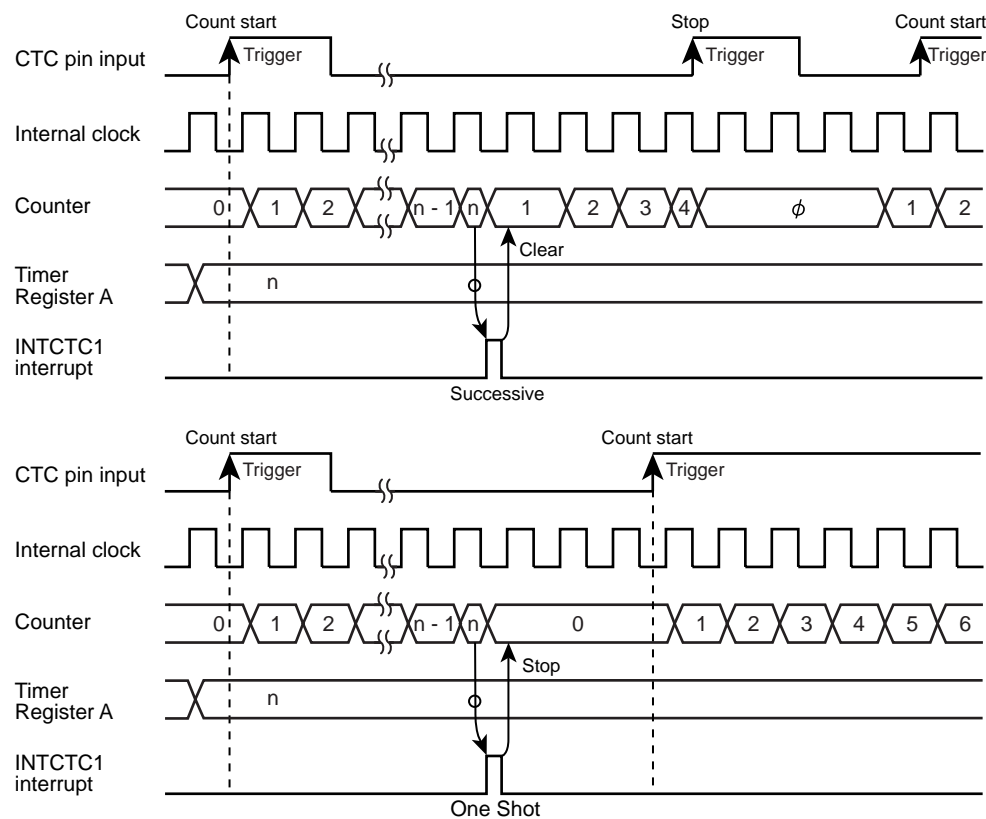 Count start Stop Count start
CTC pin input Trigger Trigger Trigger
Internal clock
Counter 0 1 2 n - 1 n 1 2 3 4 ϕ 1 2
Clear
Timer
Register A n
INTCTC1
interrupt
Successive
Count start Count start
CTC pin input Trigger Trigger
Internal clock
Counter 0 1 2 n - 1 n 0 1 2 3 4 5 6
Stop
Timer
Register A n
INTCTC1
interrupt
One Shot